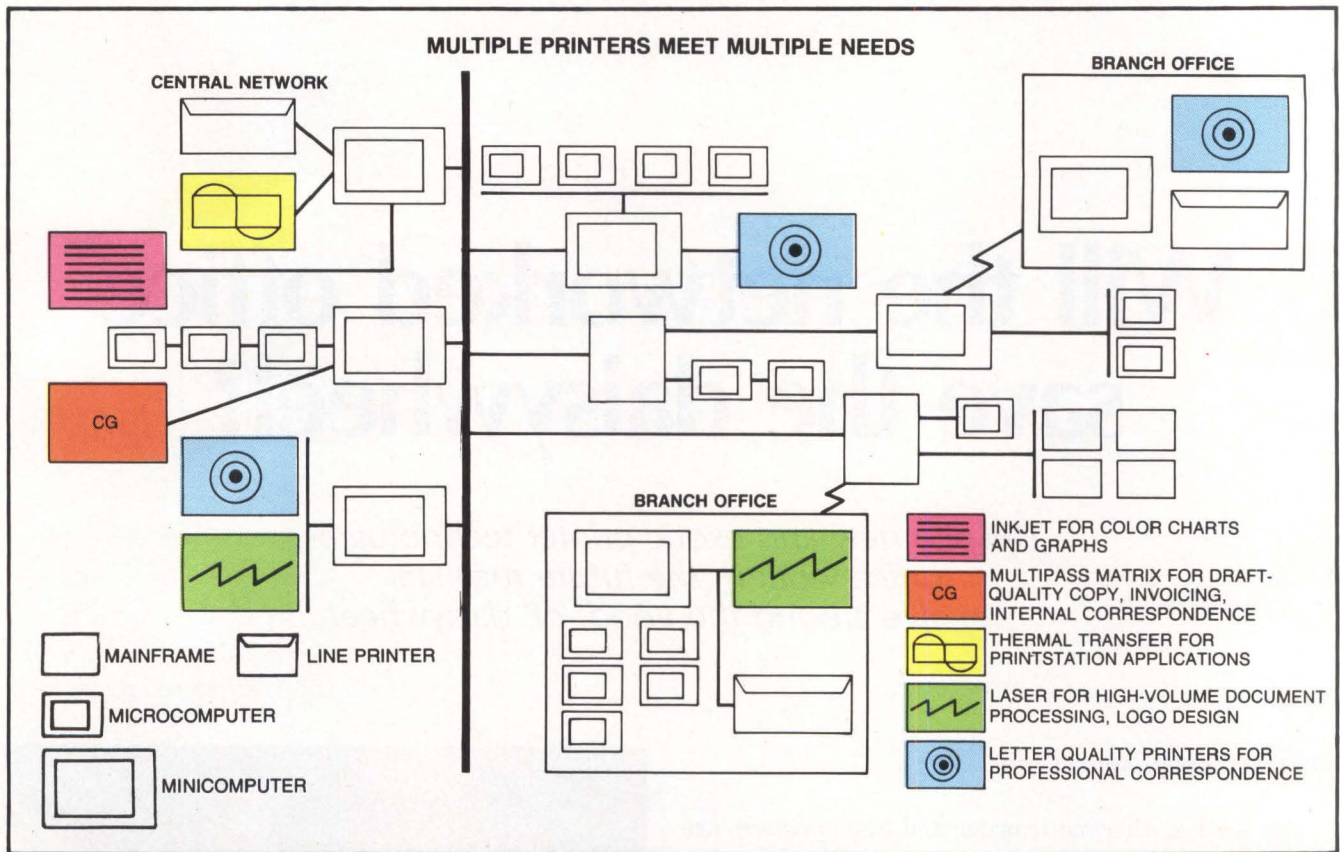 MULTIPLE PRINTERS MEET MULTIPLE NEEDS
CENTRAL NETWORK
BRANCH OFFICE
CG
BRANCH OFFICE
MAINFRAME
LINE PRINTER
MICROCOMPUTER
MINICOMPUTER
INKJET FOR COLOR CHARTS
AND GRAPHS
CG
MULTIPASS MATRIX FOR DRAFT-
QUALITY COPY, INVOICING,
INTERNAL CORRESPONDENCE
THERMAL TRANSFER FOR
PRINTSTATION APPLICATIONS
LASER FOR HIGH-VOLUME DOCUMENT
PROCESSING, LOGO DESIGN
LETTER QUALITY PRINTERS FOR
PROFESSIONAL CORRESPONDENCE